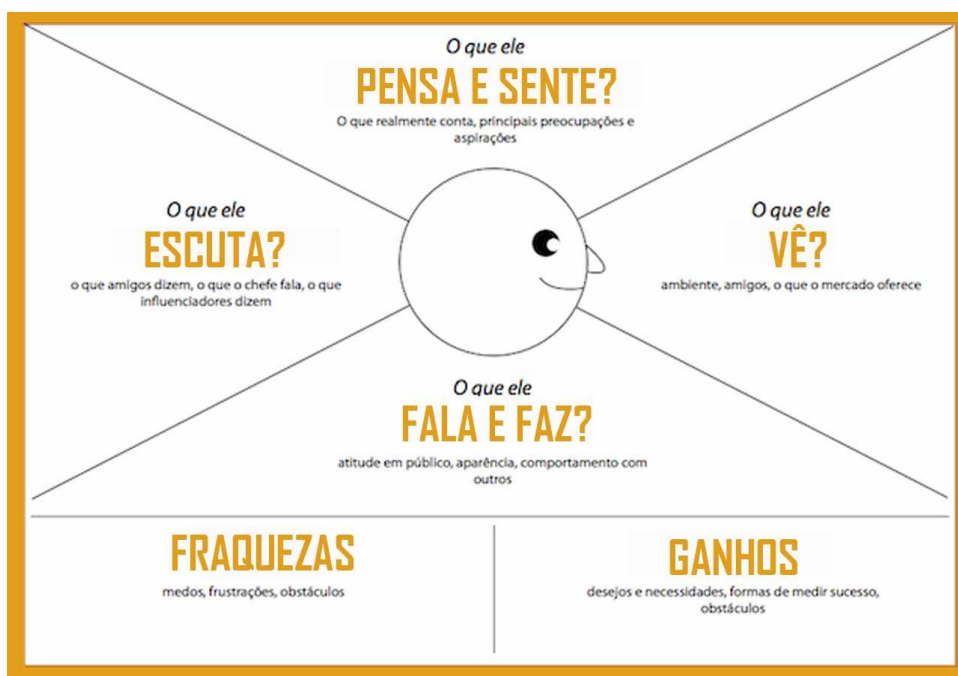 O que ele
PENSA E SENTE?
O que realmente conta, principais preocupações e
aspirações
O que ele
ESCUTA?
o que amigos dizem, o que o chefe fala, o que
influenciadores dizem
O que ele
VÊ?
ambiente, amigos, o que o mercado oferece
O que ele
FALA E FAZ?
atitude em público, aparência, comportamento com
outros
FRAQUEZAS
medos, frustrações, obstáculos
GANHOS
desejos e necessidades, formas de medir sucesso,
obstáculos